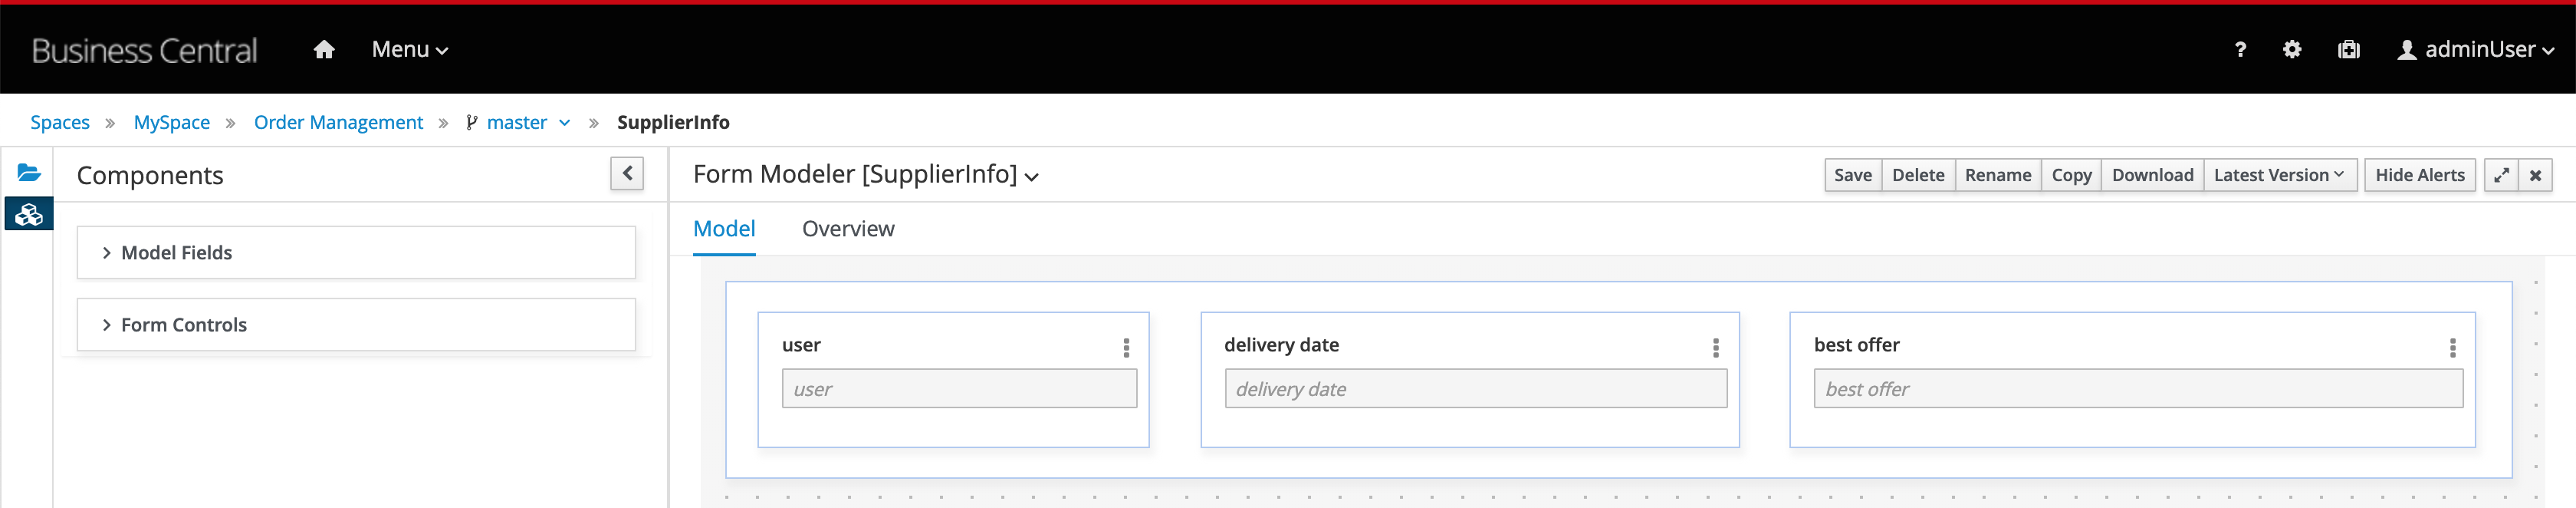 Business Central Menu ? adminUser
Spaces » MySpace » Order Management » master » SupplierInfo
Components
Form Modeler [SupplierInfo]
Save Delete Rename Copy Download Latest Version Hide Alerts
Model Overview
Model Fields
Form Controls
user delivery date best offer
user delivery date best offer